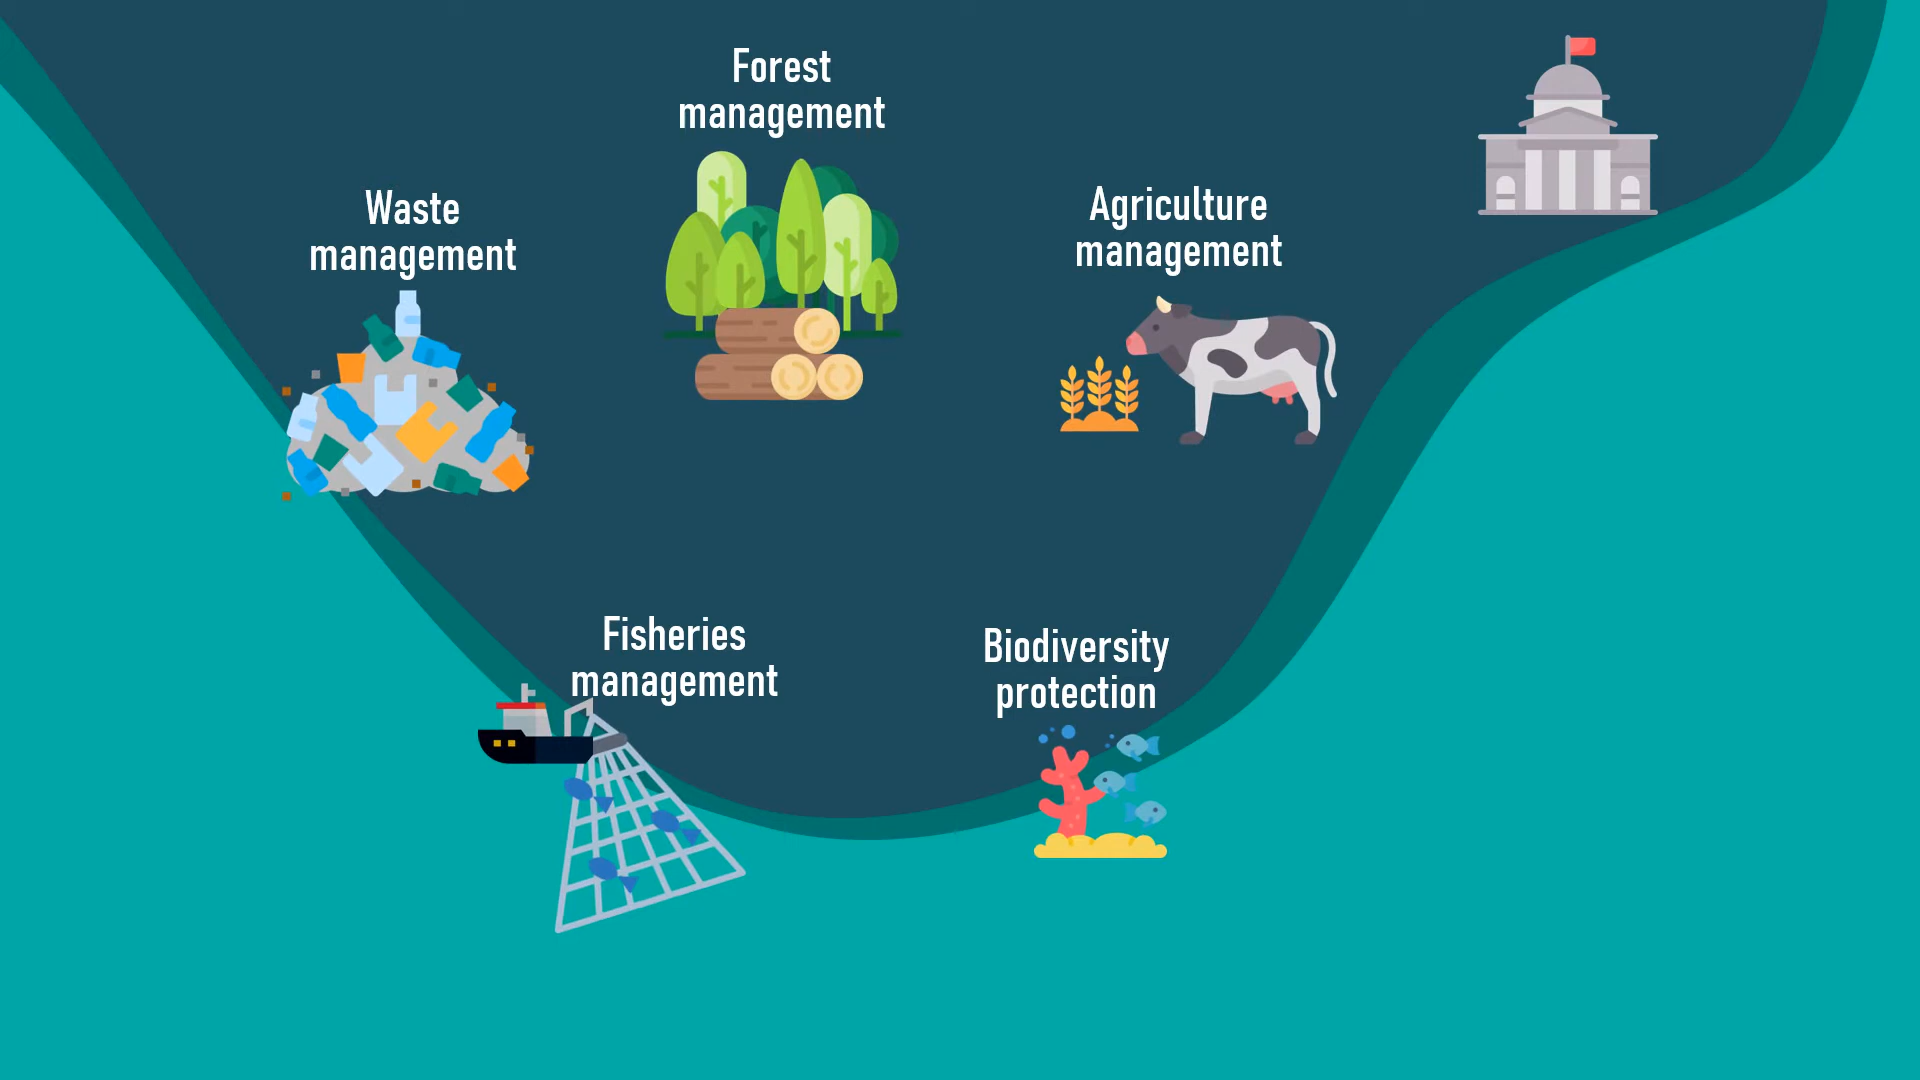 Forest
management
Waste
management
Agriculture
management
Fisheries
management
Biodiversity
protection